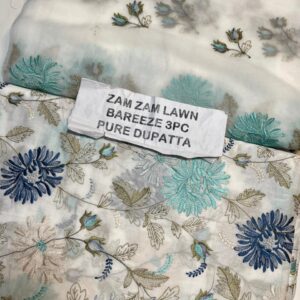 ZAM ZAM LAWN
BAREEZE 3PC
PURE DUPATTA